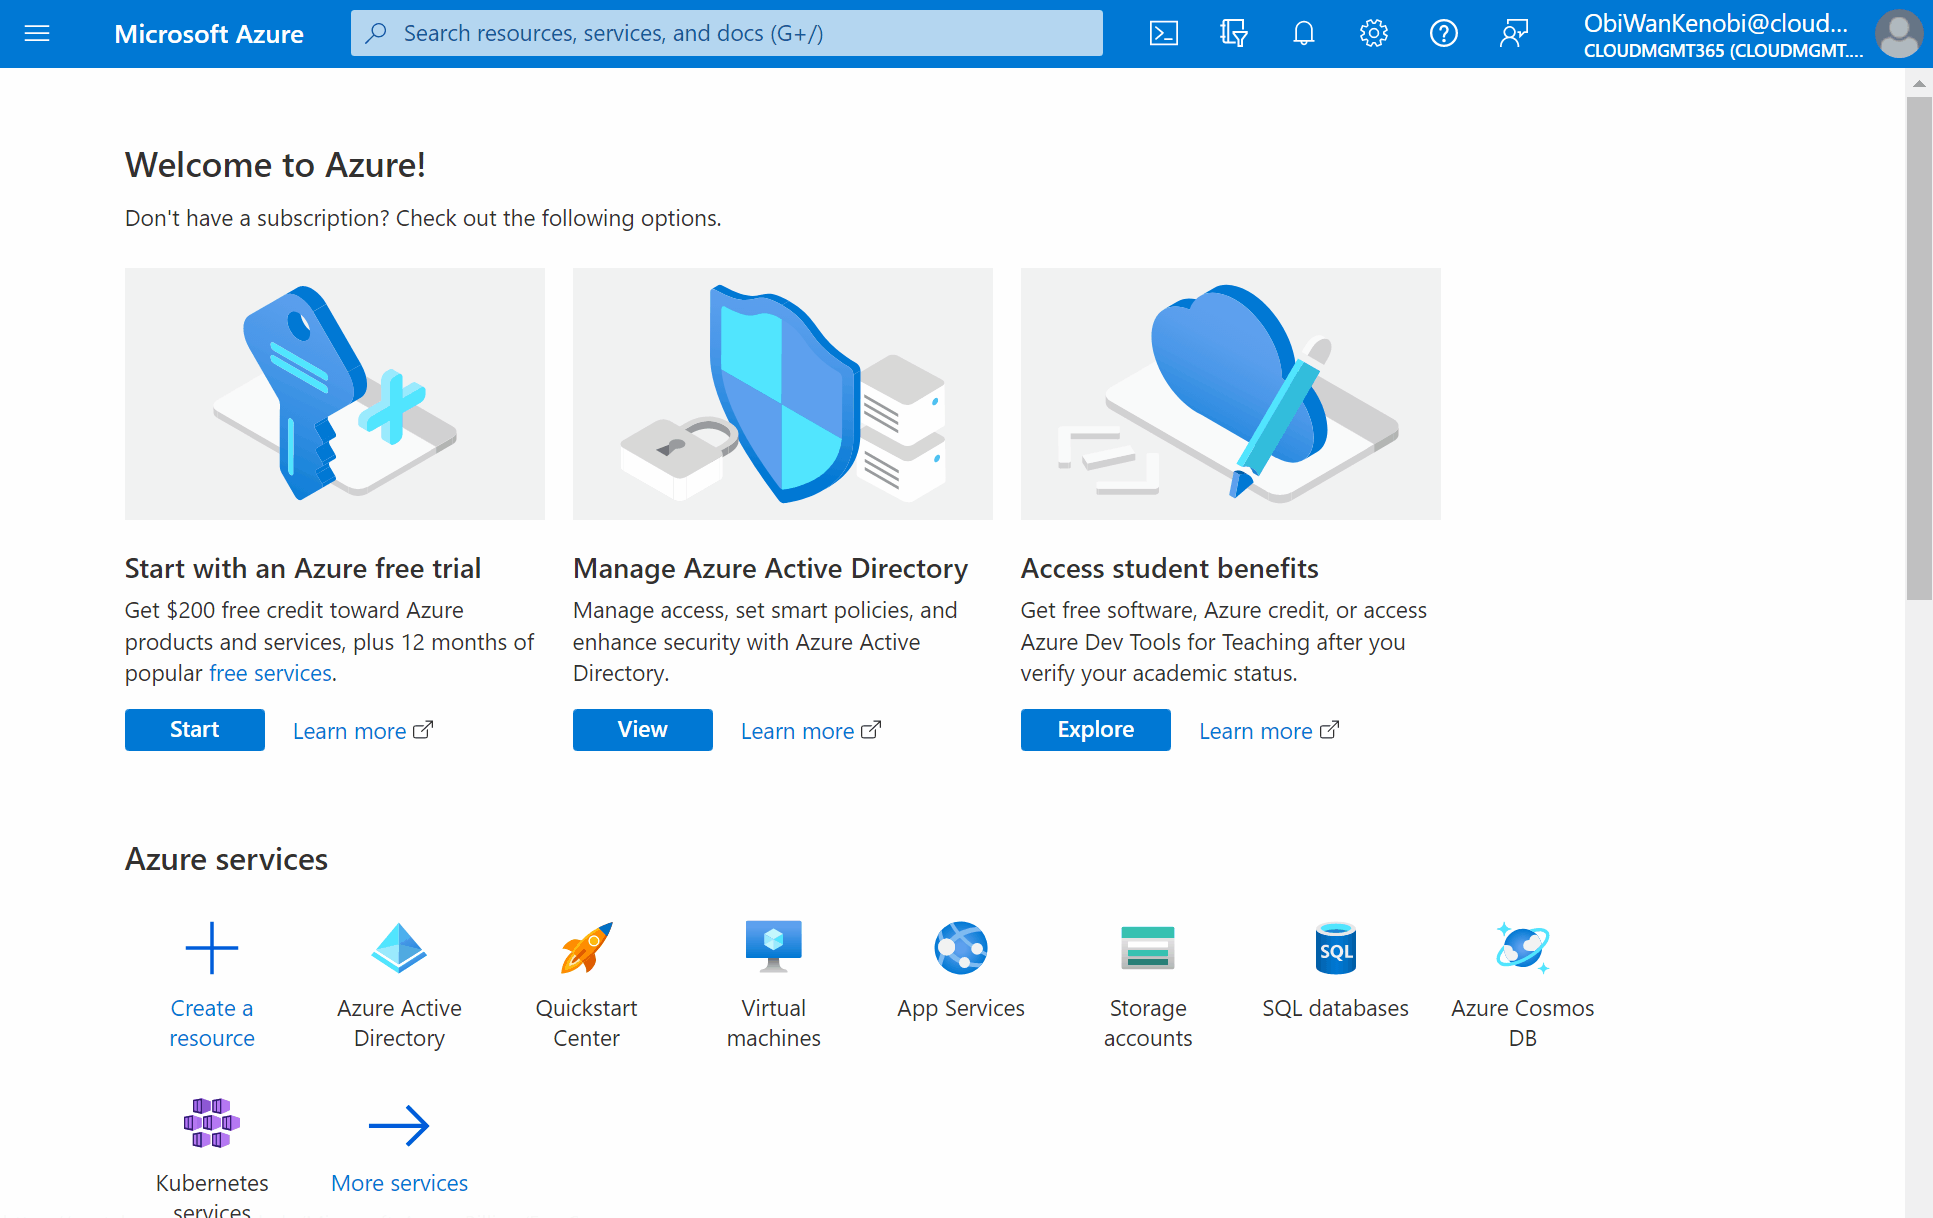 Microsoft Azure
Search resources, services, and docs (G+/)
ObiWanKenobi@cloud...
CLOUDMGMT365 (CLOUDMGMT....
Welcome to Azure!
Don't have a subscription? Check out the following options.
Start with an Azure free trial
Get $200 free credit toward Azure
products and services, plus 12 months of
popular free services.
Start
Learn more
Manage Azure Active Directory
Manage access, set smart policies, and
enhance security with Azure Active
Directory.
View
Learn more
Access student benefits
Get free software, Azure credit, or access
Azure Dev Tools for Teaching after you
verify your academic status.
Explore
Learn more
Azure services
Create a
resource
Azure Active
Directory
Quickstart
Center
Virtual
machines
App Services
Storage
accounts
SQL
SQL databases
Azure Cosmos
DB
Kubernetes
services
More services